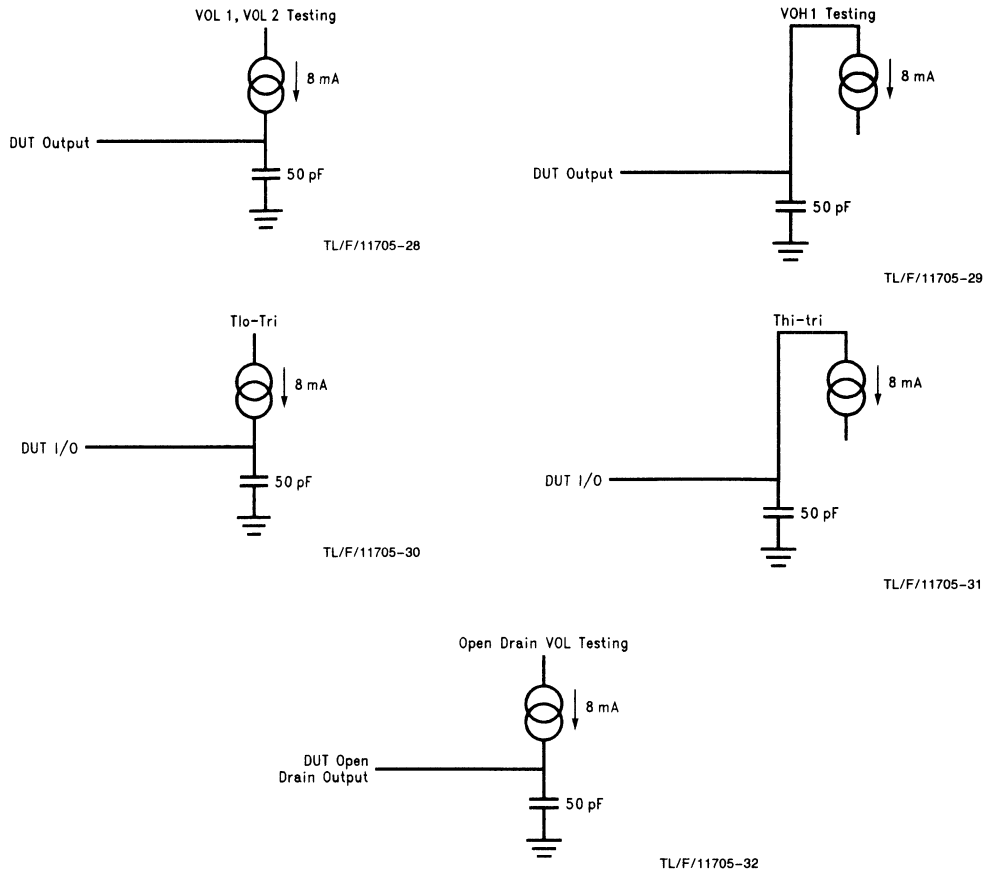 VOL 1, VOL 2 Testing
8 mA
DUT Output
50 pF
TL/F/11705-28
VOH1 Testing
8 mA
DUT Output
50 pF
TL/F/11705-29
Tlo-Tri
8 mA
DUT I/O
50 pF
TL/F/11705-30
Thi-tri
8 mA
DUT I/O
50 pF
TL/F/11705-31
Open Drain VOL Testing
8 mA
DUT Open
Drain Output
50 pF
TL/F/11705-32